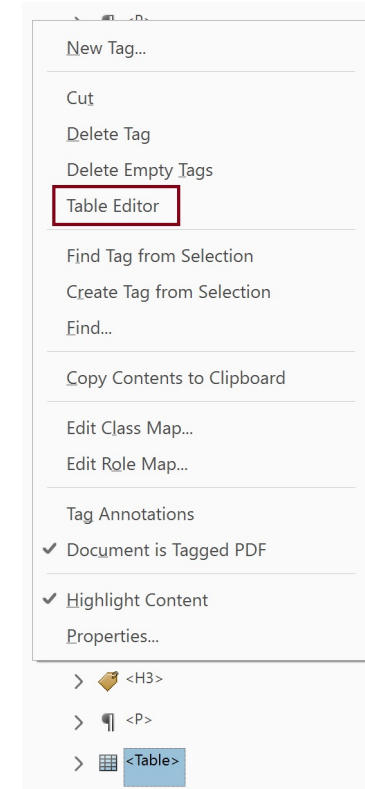 New Tag...
Cut
Delete Tag
Delete Empty Tags
Table Editor
Find Tag from Selection
Create Tag from Selection
Find...
Copy Contents to Clipboard
Edit Class Map...
Edit Role Map...
Tag Annotations
Document is Tagged PDF
Highlight Content
Properties...
<H3>
<P>
<Table>